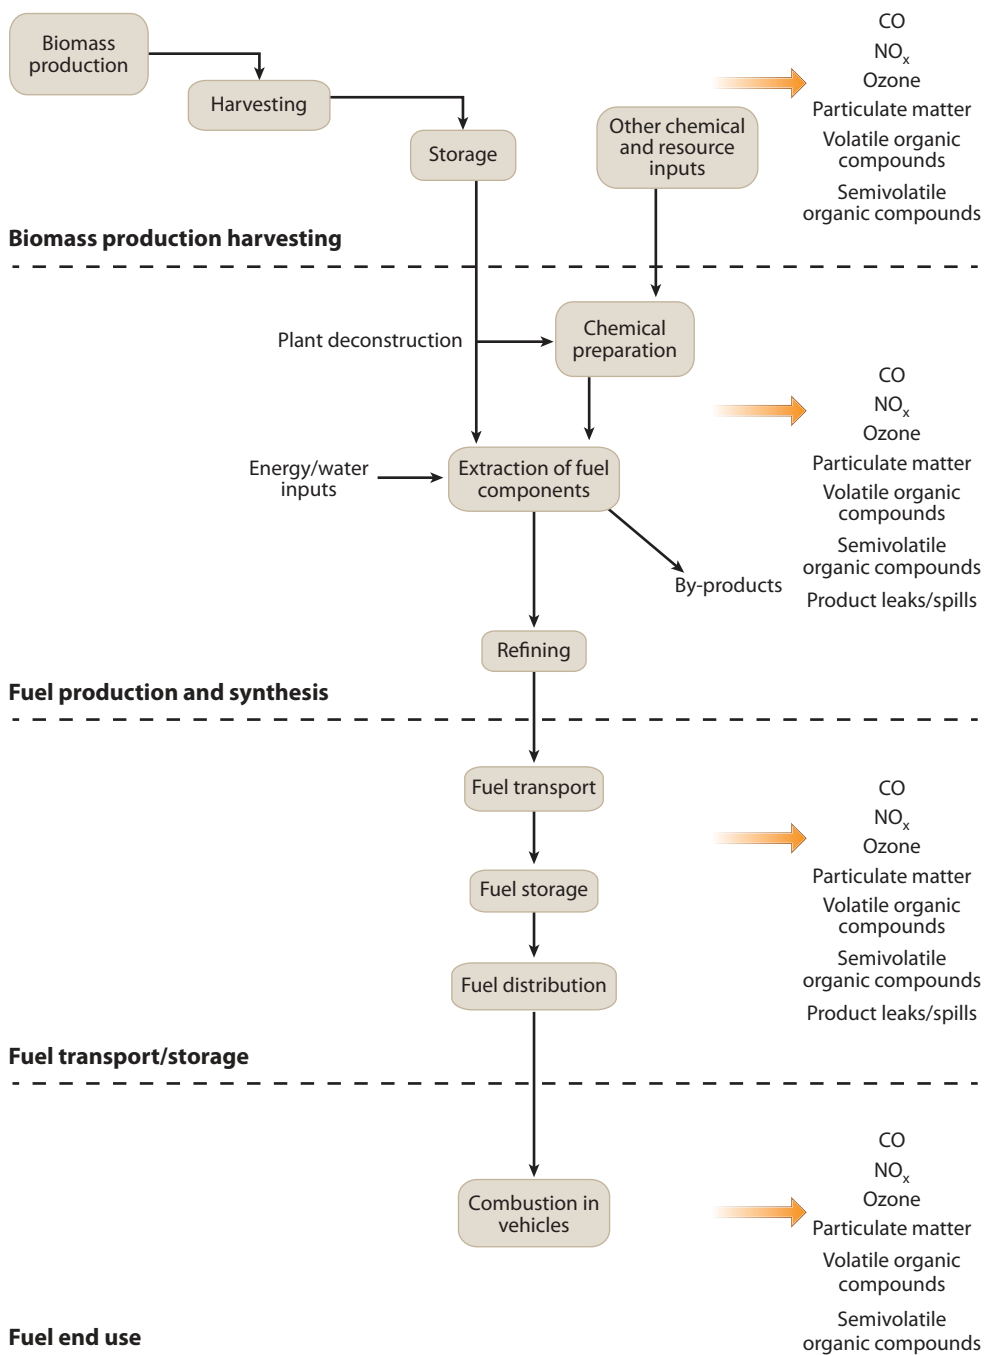 Biomass
production
Harvesting
Storage
Other chemical
and resource
inputs
CO
NOx
Ozone
Particulate matter
Volatile organic
compounds
Semivolatile
organic compounds
Biomass production harvesting
Plant deconstruction
Chemical
preparation
Energy/water
inputs
Extraction of fuel
components
By-products
Refining
CO
NOx
Ozone
Particulate matter
Volatile organic
compounds
Semivolatile
organic compounds
Product leaks/spills
Fuel production and synthesis
Fuel transport
Fuel storage
Fuel distribution
CO
NOx
Ozone
Particulate matter
Volatile organic
compounds
Semivolatile
organic compounds
Product leaks/spills
Fuel transport/storage
Combustion in
vehicles
CO
NOx
Ozone
Particulate matter
Volatile organic
compounds
Semivolatile
organic compounds
Fuel end use